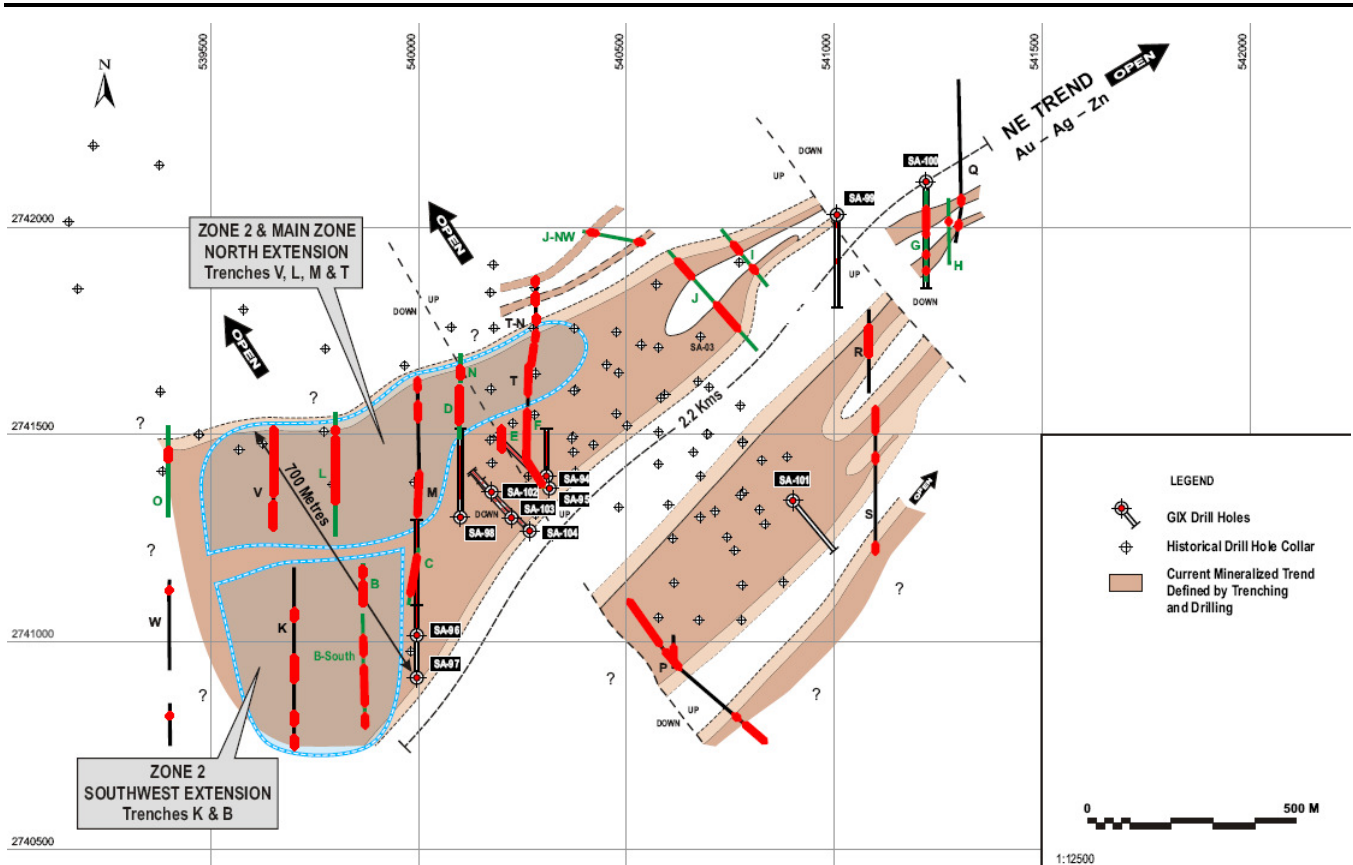 539500
540000
540500
541000
541500
542000
N
OPEN
NE TREND
Au – Ag – Zn
DOWN
UP
SA-100
Q
SA-99
2742000
ZONE 2 & MAIN ZONE
NORTH EXTENSION
Trenches V, L, M & T
OPEN
J-NW
I
G
H
UP
DOWN
UP
DOWN
J
OPEN
T-N
?
SA-03
R
N
T
D
F
E
2.2 Kms
2741500
?
?
?
700 Metres
O
V
L
M
SA-94
SA-95
SA-102
SA-103
SA-101
OPEN
S
DOWN
UP
SA-98
SA-104
?
C
B
?
W
K
SA-96
B-South
SA-97
2741000
P
?
?
?
DOWN
UP
ZONE 2
SOUTHWEST EXTENSION
Trenches K & B
2740500
LEGEND
GIX Drill Holes
Historical Drill Hole Collar
Current Mineralized Trend
Defined by Trenching
and Drilling
0
500 M
1:12500